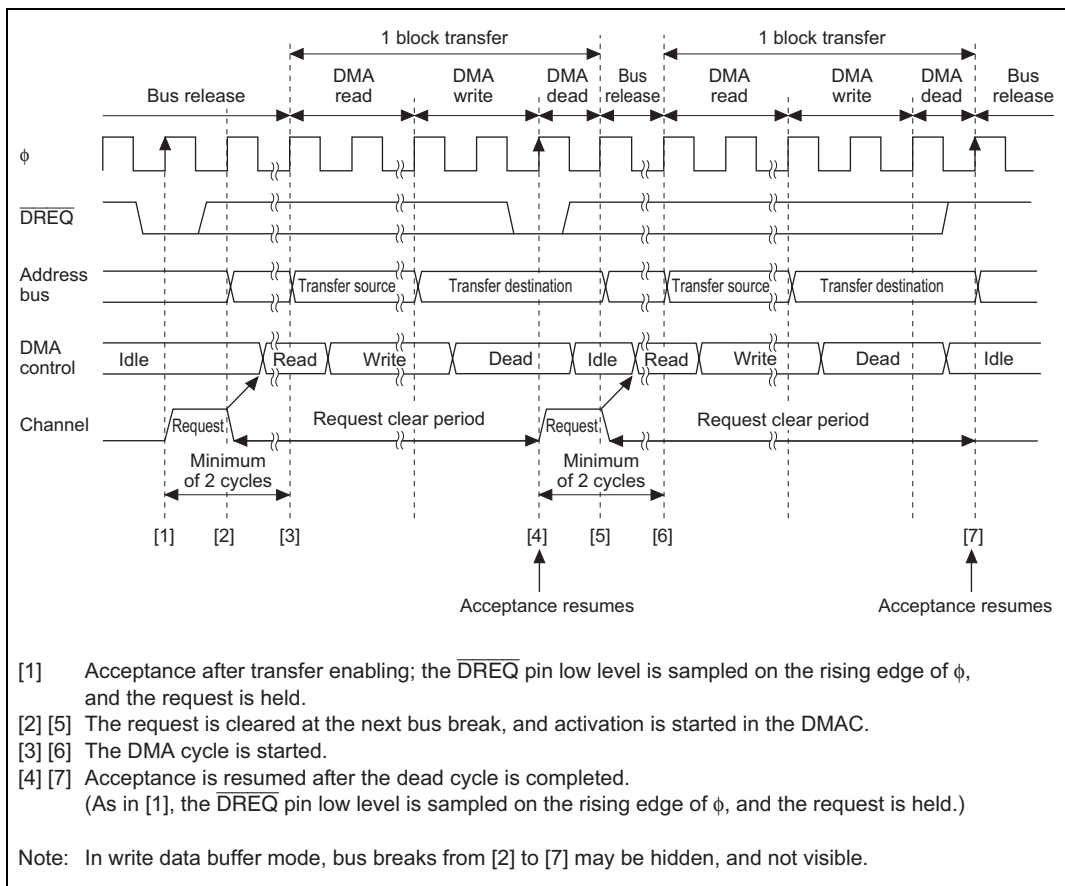 1 block transfer 1 block transfer
DMA DMA DMA Bus DMA DMA DMA Bus
Bus release read write dead release read write dead release
ϕ
DREQ
Address bus Transfer source Transfer destination Transfer source Transfer destination
DMA control Idle Read Write Dead Idle Read Write Dead Idle
Channel Request Request clear period Request Request clear period
Minimum Minimum
of 2 cycles of 2 cycles
[1] [2] [3] [4] [5] [6] [7]
Acceptance resumes Acceptance resumes
[1] Acceptance after transfer enabling; the DREQ pin low level is sampled on the rising edge of ϕ,
and the request is held.
[2] [5] The request is cleared at the next bus break, and activation is started in the DMAC.
[3] [6] The DMA cycle is started.
[4] [7] Acceptance is resumed after the dead cycle is completed.
(As in [1], the DREQ pin low level is sampled on the rising edge of ϕ, and the request is held.)
Note: In write data buffer mode, bus breaks from [2] to [7] may be hidden, and not visible.